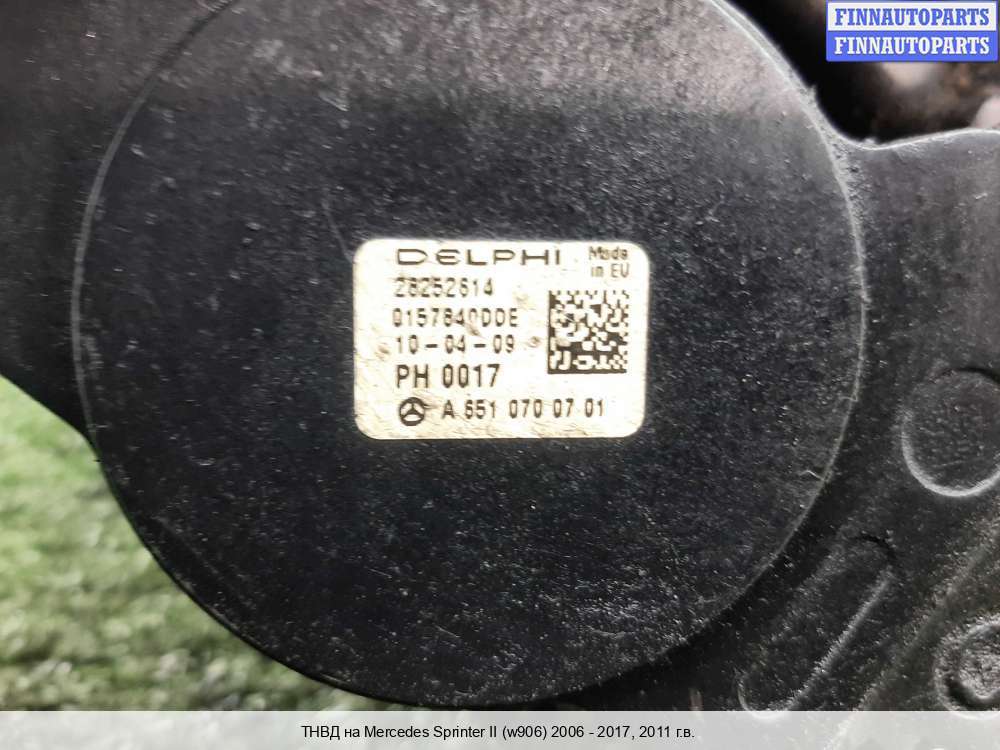 FINNAUTOPARTS
FINNAUTOPARTS
DELPHI
Made
in EU
28252614
0157840DDE
10-04-09
PH 0017
A 651 070 07 01
ТНВД на Mercedes Sprinter II (w906) 2006 - 2017, 2011 г.в.